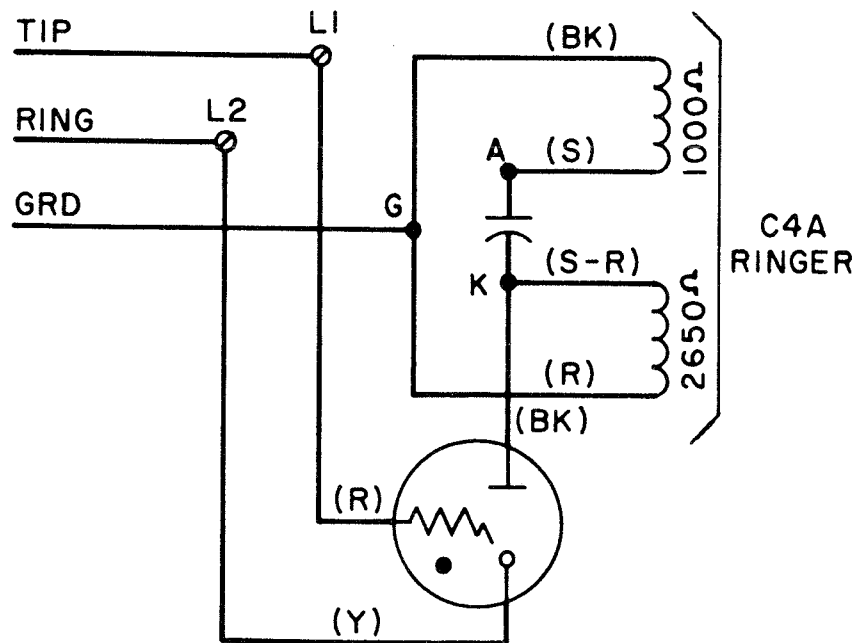 TIP
L1
(BK)
RING
L2
1000Ω
A
(S)
GRD
G
C4A
RINGER
(S-R)
K
2650Ω
(R)
(BK)
(R)
(Y)